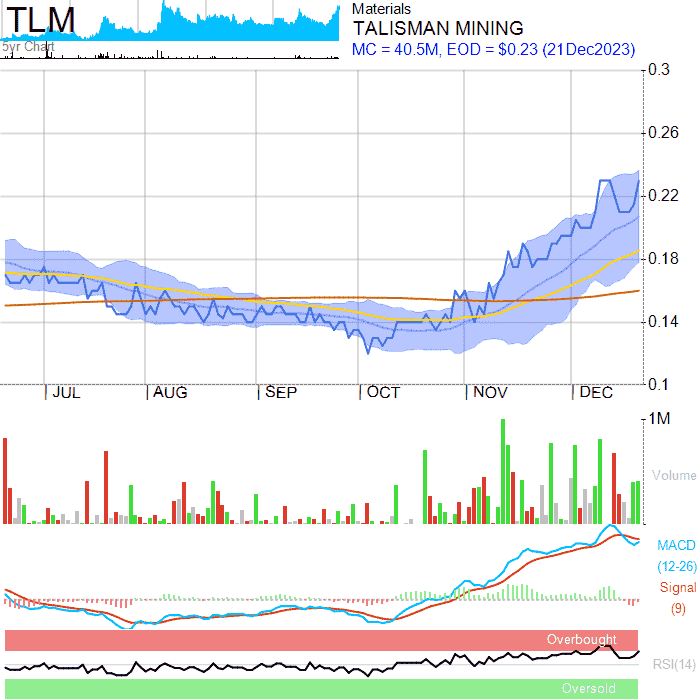 TLM
5yr Chart
Materials
TALISMAN MINING
MC = 40.5M, EOD = $0.23 (21Dec2023)
0.3
0.26
0.22
0.18
0.14
0.1
JUL AUG SEP OCT NOV DEC
1M
Volume
MACD
(12-26)
Signal
(9)
Overbought
RSI(14)
Oversold